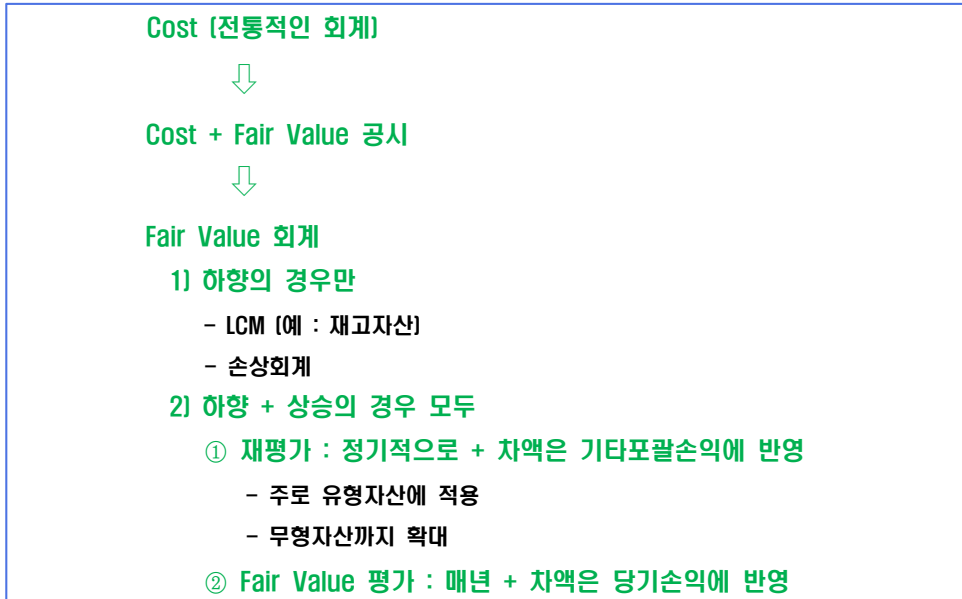 Cost (전통적인 회계)
⇩
Cost + Fair Value 공시
⇩
Fair Value 회계
1) 하향의 경우만
- LCM (예 : 재고자산)
- 손상회계
2) 하향 + 상승의 경우 모두
① 재평가 : 정기적으로 + 차액은 기타포괄손익에 반영
- 주로 유형자산에 적용
- 무형자산까지 확대
② Fair Value 평가 : 매년 + 차액은 당기손익에 반영